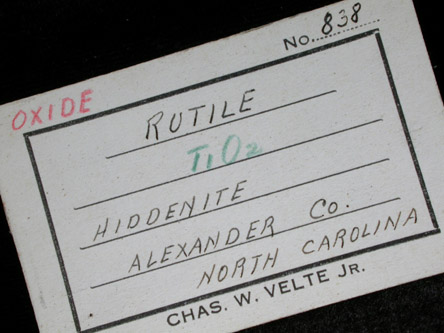 No. 838
OXIDE
RUTILE
TiO2
HIDDENITE
ALEXANDER Co.
NORTH CAROLINA
CHAS. W. VELTE JR.